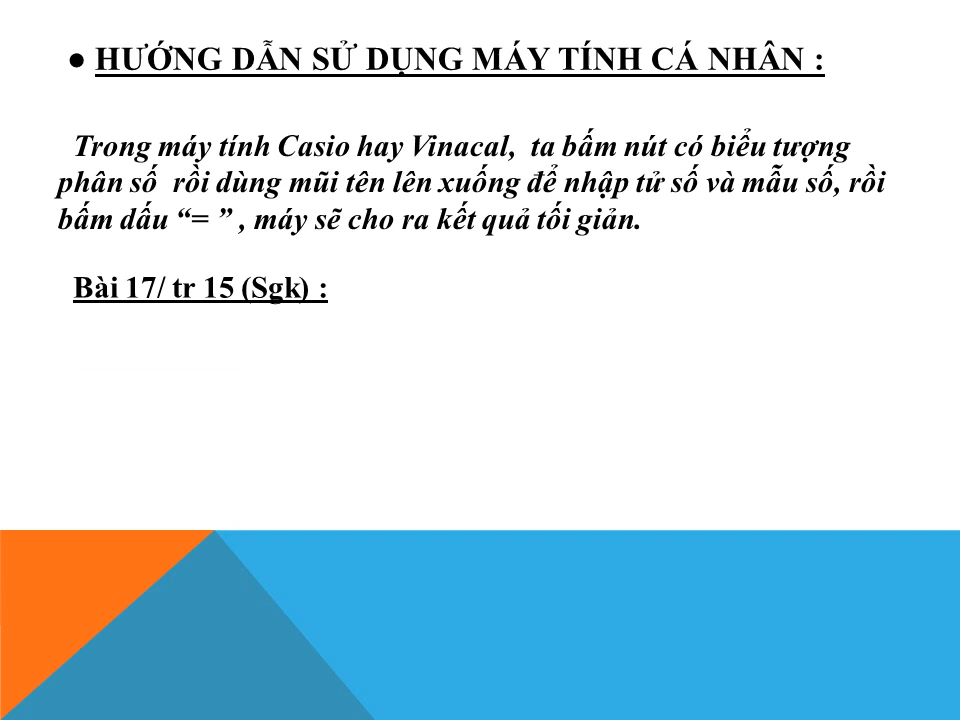 ● HƯỚNG DẪN SỬ DỤNG MÁY TÍNH CÁ NHÂN :
Trong máy tính Casio hay Vinacal, ta bấm nút có biểu tượng
phân số rồi dùng mũi tên lên xuống để nhập tử số và mẫu số, rồi
bấm dấu “= ” , máy sẽ cho ra kết quả tối giản.
Bài 17/ tr 15 (Sgk) :